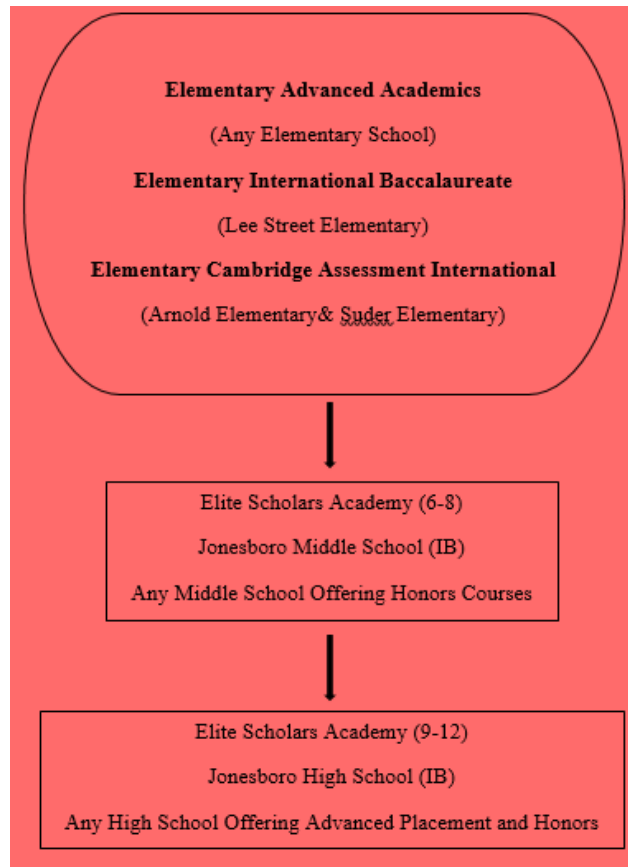 Elementary Advanced Academics
(Any Elementary School)
Elementary International Baccalaureate
(Lee Street Elementary)
Elementary Cambridge Assessment International
(Arnold Elementary& Suder Elementary)
Elite Scholars Academy (6-8)
Jonesboro Middle School (IB)
Any Middle School Offering Honors Courses
Elite Scholars Academy (9-12)
Jonesboro High School (IB)
Any High School Offering Advanced Placement and Honors